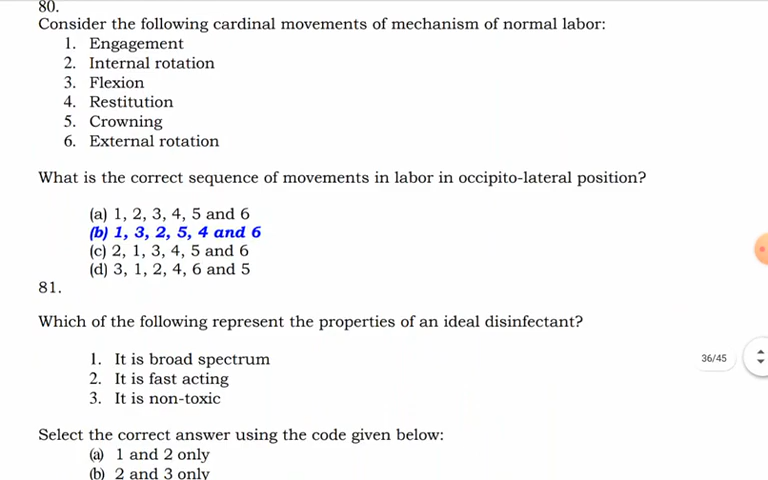 80.
Consider the following cardinal movements of mechanism of normal labor:
1. Engagement
2. Internal rotation
3. Flexion
4. Restitution
5. Crowning
6. External rotation
What is the correct sequence of movements in labor in occipito-lateral position?
(a) 1, 2, 3, 4, 5 and 6
(b) 1, 3, 2, 5, 4 and 6
(c) 2, 1, 3, 4, 5 and 6
(d) 3, 1, 2, 4, 6 and 5
81.
Which of the following represent the properties of an ideal disinfectant?
1. It is broad spectrum
36/45
2. It is fast acting
3. It is non-toxic
Select the correct answer using the code given below:
(a) 1 and 2 only
(b) 2 and 3 only